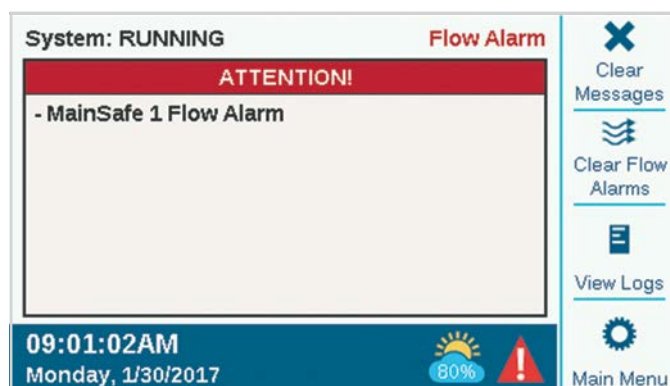 System: RUNNING
Flow Alarm
ATTENTION!
- MainSafe 1 Flow Alarm
09:01:02AM
Monday, 1/30/2017
80%
Clear
Messages
Clear Flow
Alarms
View Logs
Main Menu